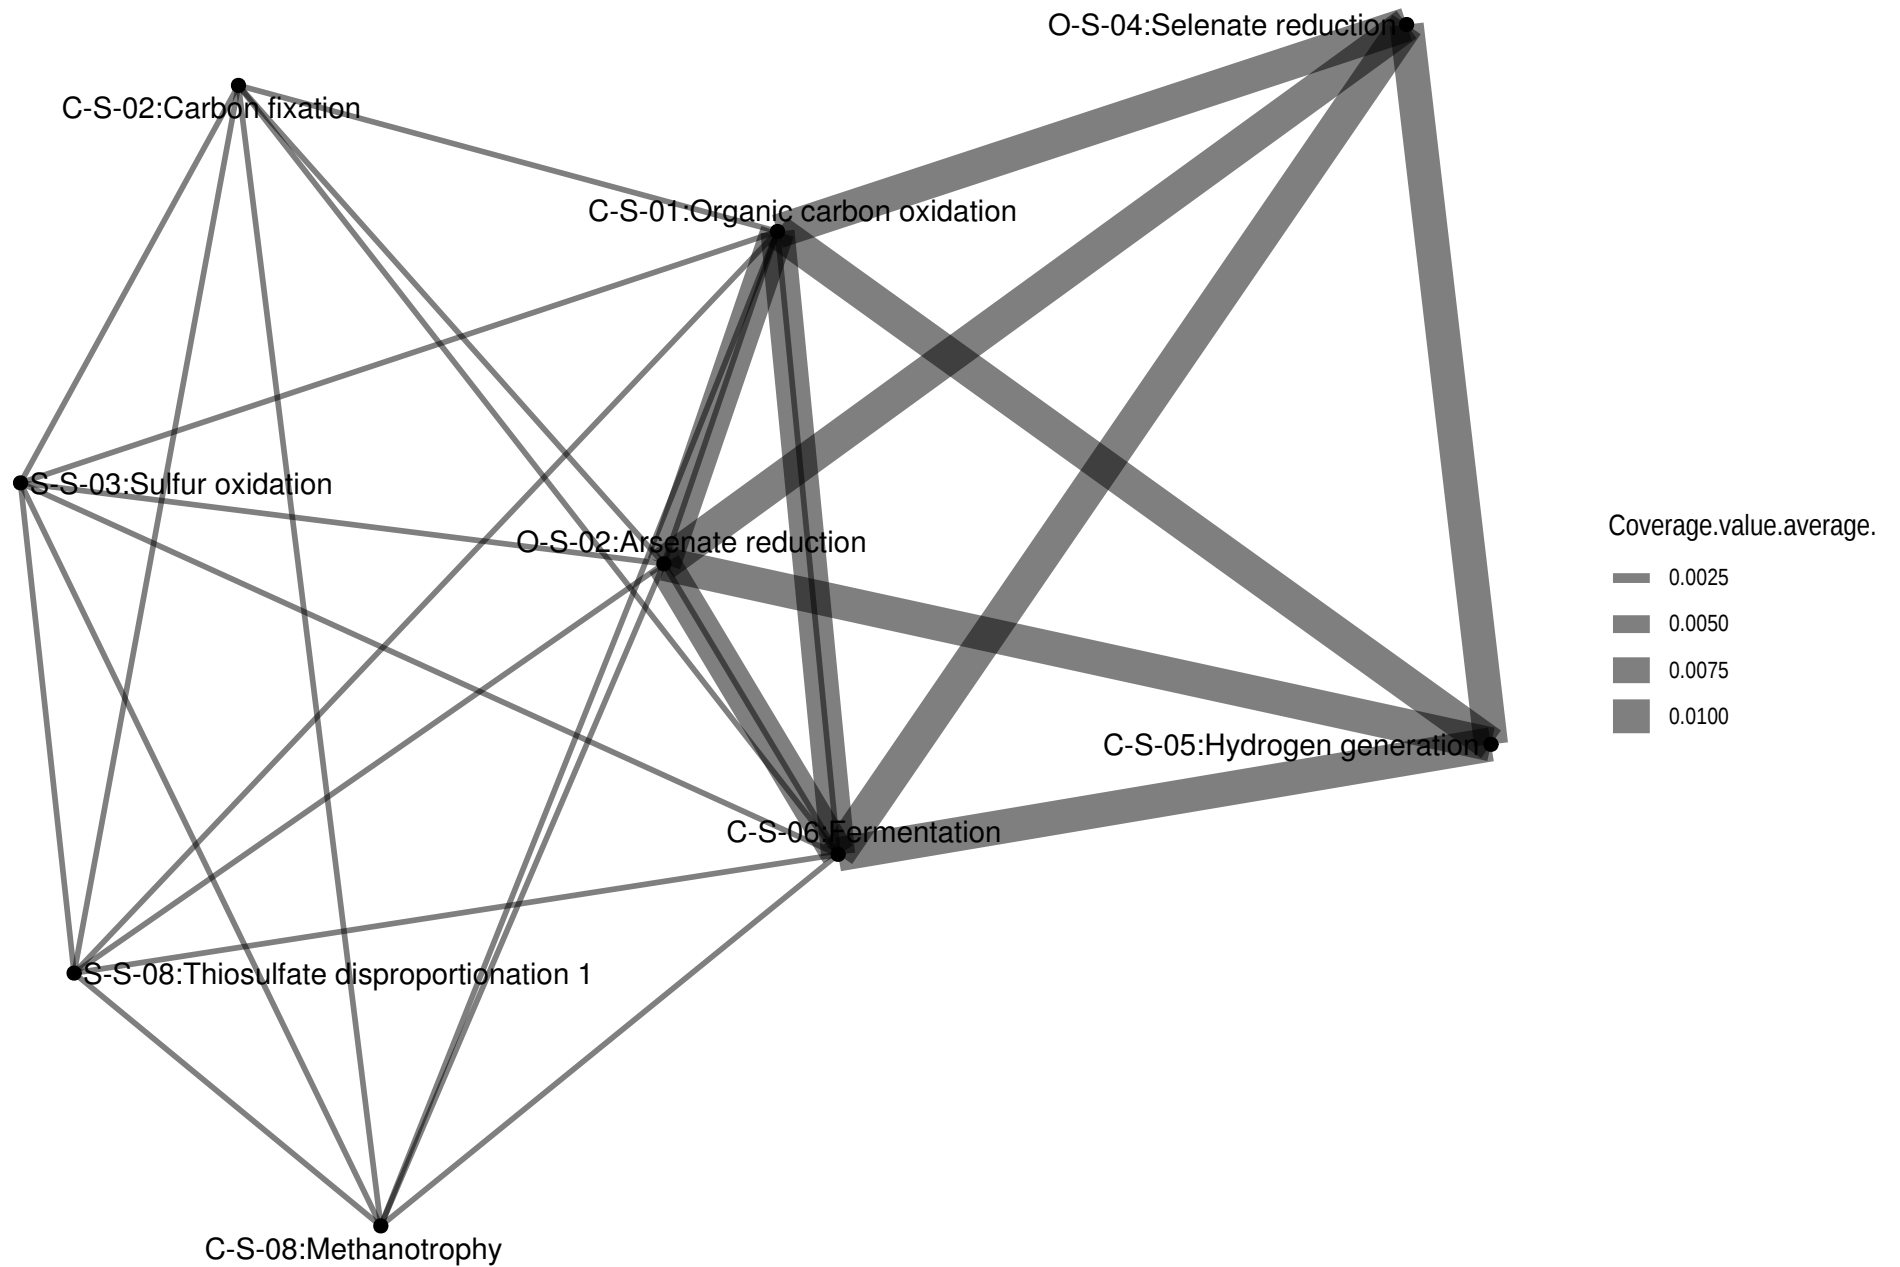 O-S-04:Selenate reduction
C-S-02:Carbon fixation
C-S-01:Organic carbon oxidation
S-S-03:Sulfur oxidation
O-S-02:Arsenate reduction
Coverage.value.average.
0.0025
0.0050
0.0075
0.0100
C-S-05:Hydrogen generation
C-S-06:Fermentation
S-S-08:Thiosulfate disproportionation 1
C-S-08:Methanotrophy